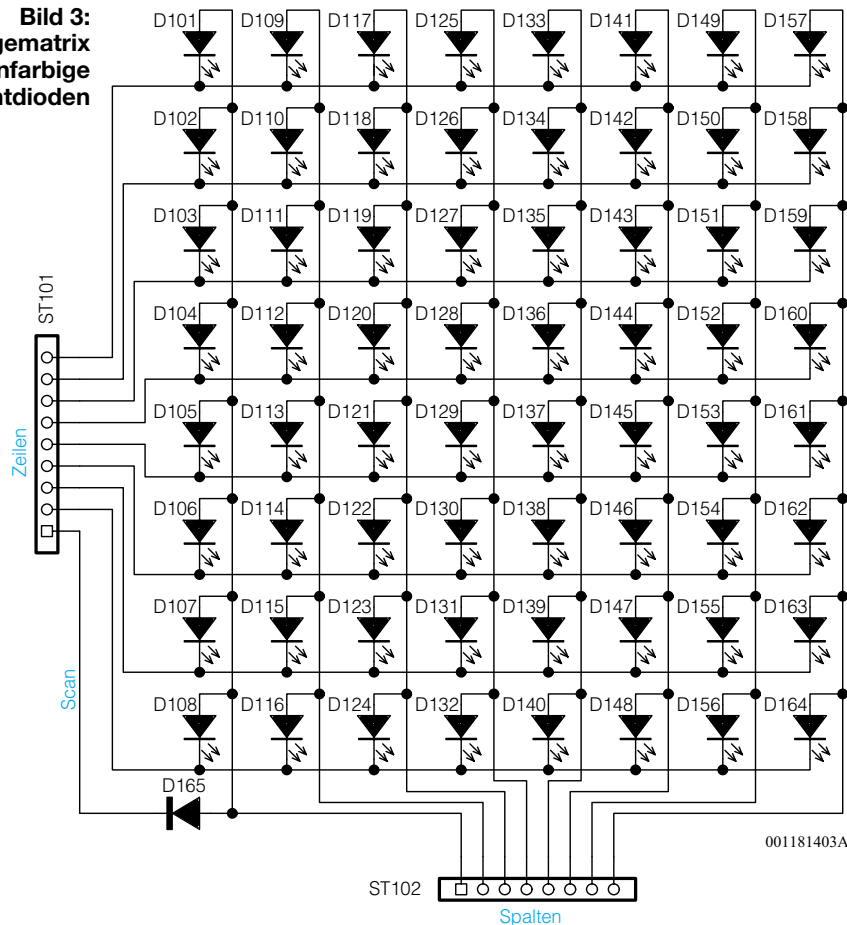 Bild 3:
gematrix
nfarbige
ntdioden
D101 D109 D117 D125 D133 D141 D149 D157
D102 D110 D118 D126 D134 D142 D150 D158
D103 D111 D119 D127 D135 D143 D151 D159
D104 D112 D120 D128 D136 D144 D152 D160
D105 D113 D121 D129 D137 D145 D153 D161
D106 D114 D122 D130 D138 D146 D154 D162
D107 D115 D123 D131 D139 D147 D155 D163
D108 D116 D124 D132 D140 D148 D156 D164
ST101
Zeilen
Scan
D165
001181403A
ST102
Spalten